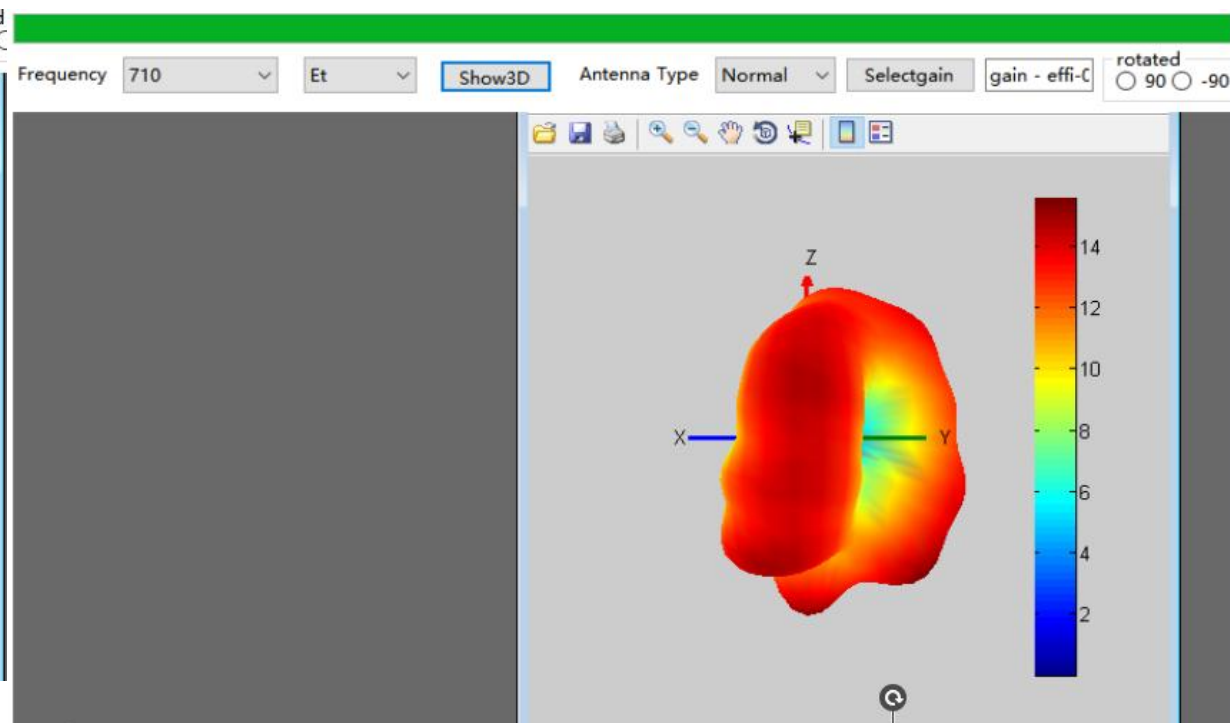 Frequency 710 Et Show3D Antenna Type Normal Selectgain gain - effi-C rotated
90 -90
Z
14
12
10
X Y 8
6
4
2